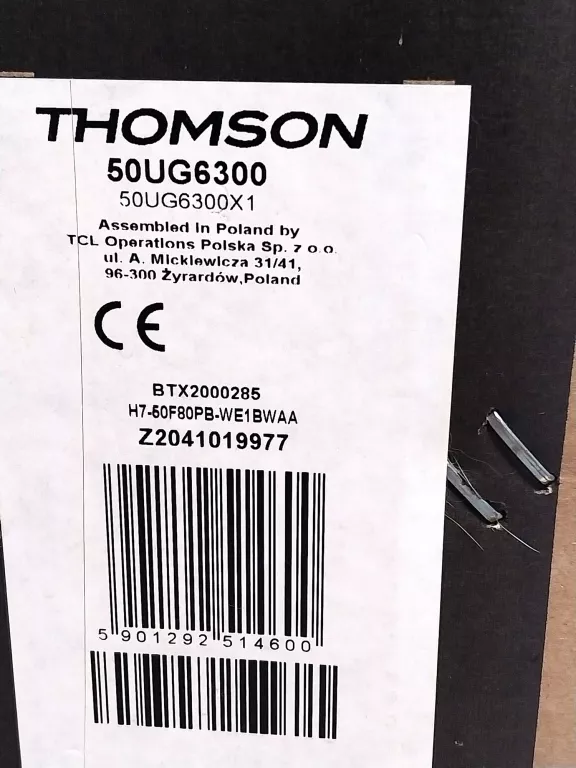 THOMSON
50UG6300
50UG6300X1
Assembled in Poland by
TCL Operations Polska Sp. z o.o.
ul. A. Mickiewicza 31/41,
96-300 Żyrardów,Poland
CE
BTX2000285
H7-50F80PB-WE1BWAA
Z2041019977
5 901292 514600